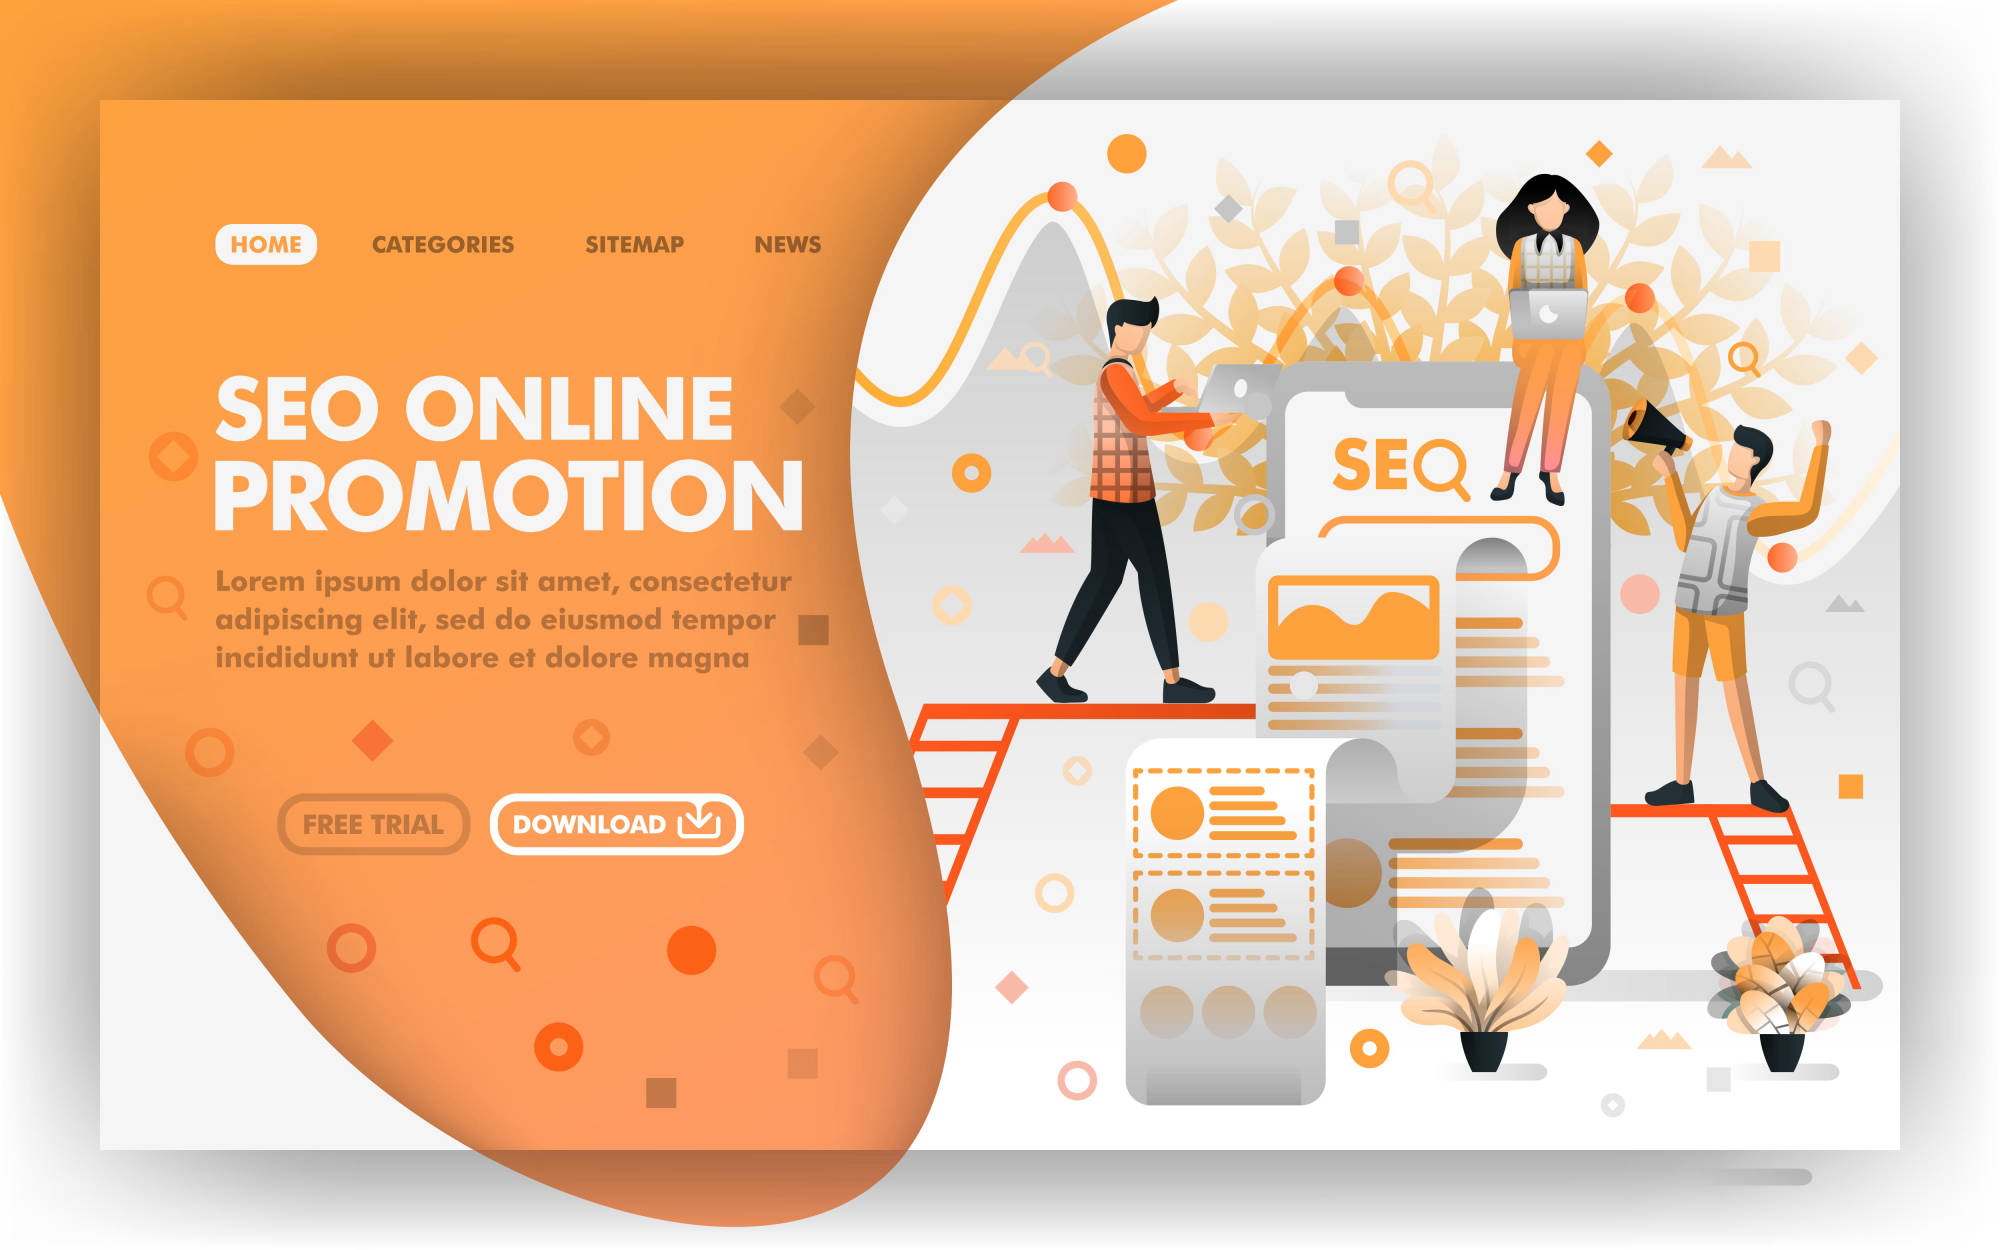 HOME CATEGORIES SITEMAP NEWS
SEO ONLINE
PROMOTION
Lorem ipsum dolor sit amet, consectetur
adipiscing elit, sed do eiusmod tempor
incididunt ut labore et dolore magna
FREE TRIAL DOWNLOAD
SEO